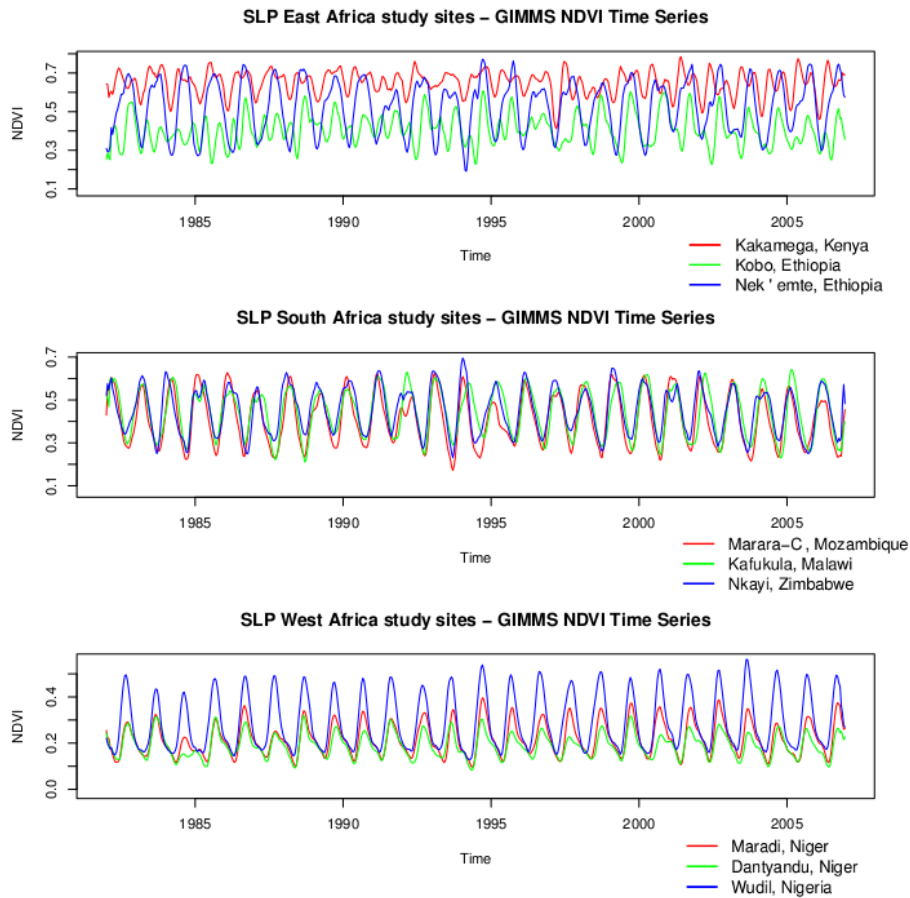 SLP East Africa study sites − GIMMS NDVI Time Series
NDVI
0.7
0.5
0.3
0.1
1985 1990 1995 2000 2005
Time
Kakamega, Kenya
Kobo, Ethiopia
Nek ' emte, Ethiopia
SLP South Africa study sites − GIMMS NDVI Time Series
NDVI
0.7
0.5
0.3
0.1
1985 1990 1995 2000 2005
Time
Marara−C , Mozambique
Kafukula, Malawi
Nkayi, Zimbabwe
SLP West Africa study sites − GIMMS NDVI Time Series
NDVI
0.4
0.2
0.0
1985 1990 1995 2000 2005
Time
Maradi, Niger
Dantyandu, Niger
Wudil, Nigeria